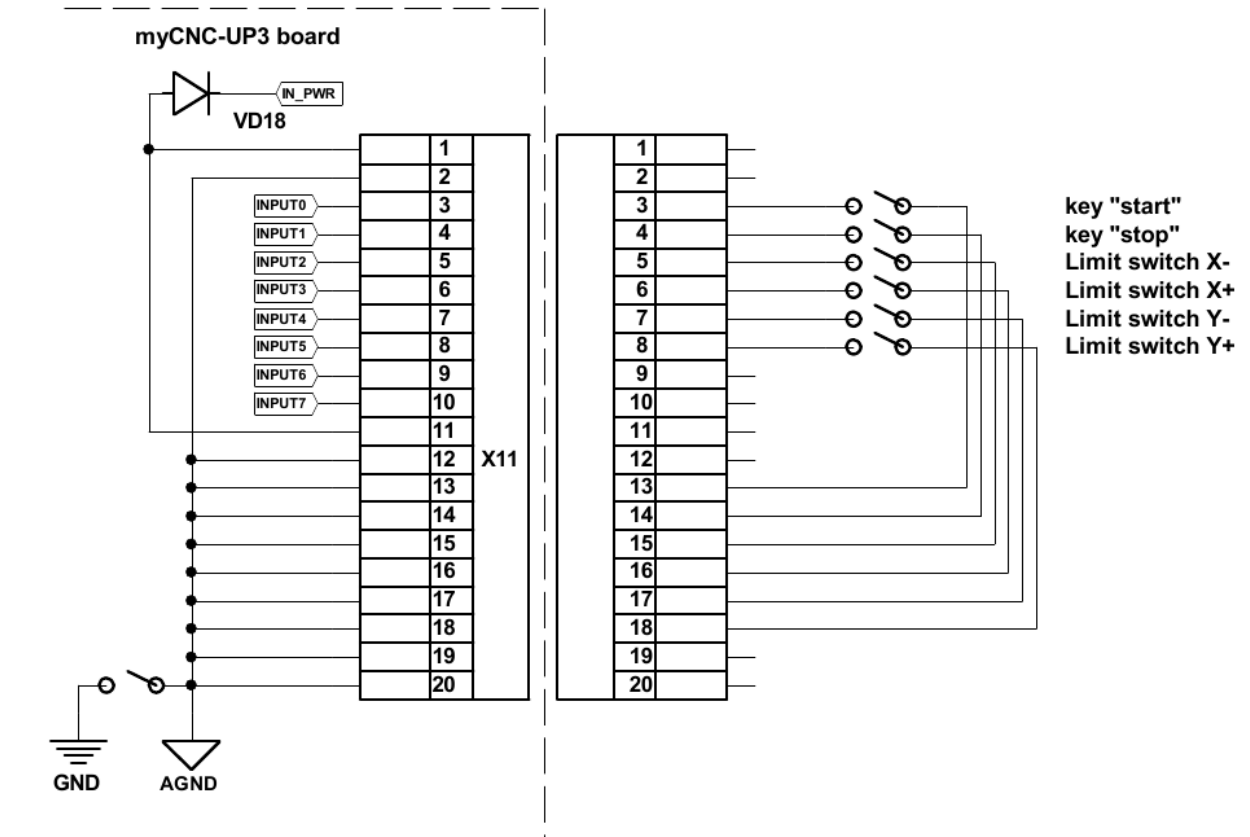 myCNC-UP3 board
IN_PWR
VD18
1 1
2 2
INPUT0 3 3 key "start"
INPUT1 4 4 key "stop"
INPUT2 5 5 Limit switch X-
INPUT3 6 6 Limit switch X+
INPUT4 7 7 Limit switch Y-
INPUT5 8 8 Limit switch Y+
INPUT6 9 9
INPUT7 10 10
11 11
12 X11 12
13 13
14 14
15 15
16 16
17 17
18 18
19 19
20 20
GND AGND